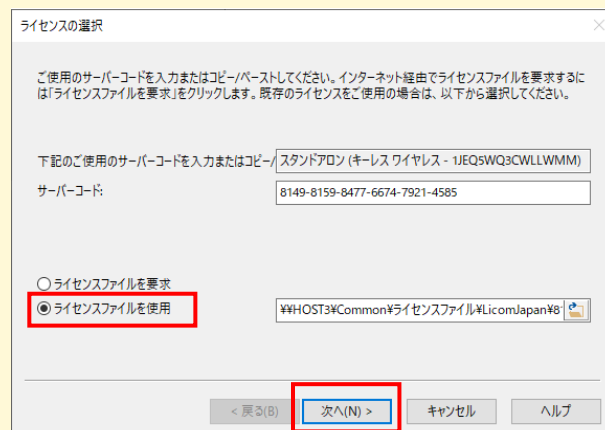 ライセンスの選択
ご使用のサーバーコードを入力またはコピー/ペーストしてください。インターネット経由でライセンスファイルを要求するに
は「ライセンスファイルを要求」をクリックします。既存のライセンスをご使用の場合は、以下から選択してください。
下記のご使用のサーバーコードを入力またはコピー/ スタンドアロン (キーレス ワイヤレス - 1JEQ5WQ3CWLLWMM)
サーバーコード: 8149-8159-8477-6674-7921-4585
ライセンスファイルを要求
ライセンスファイルを使用 ¥¥HOST3¥Common¥ライセンスファイル¥LicomJapan¥8
< 戻る(B) 次へ(N) > キャンセル ヘルプ